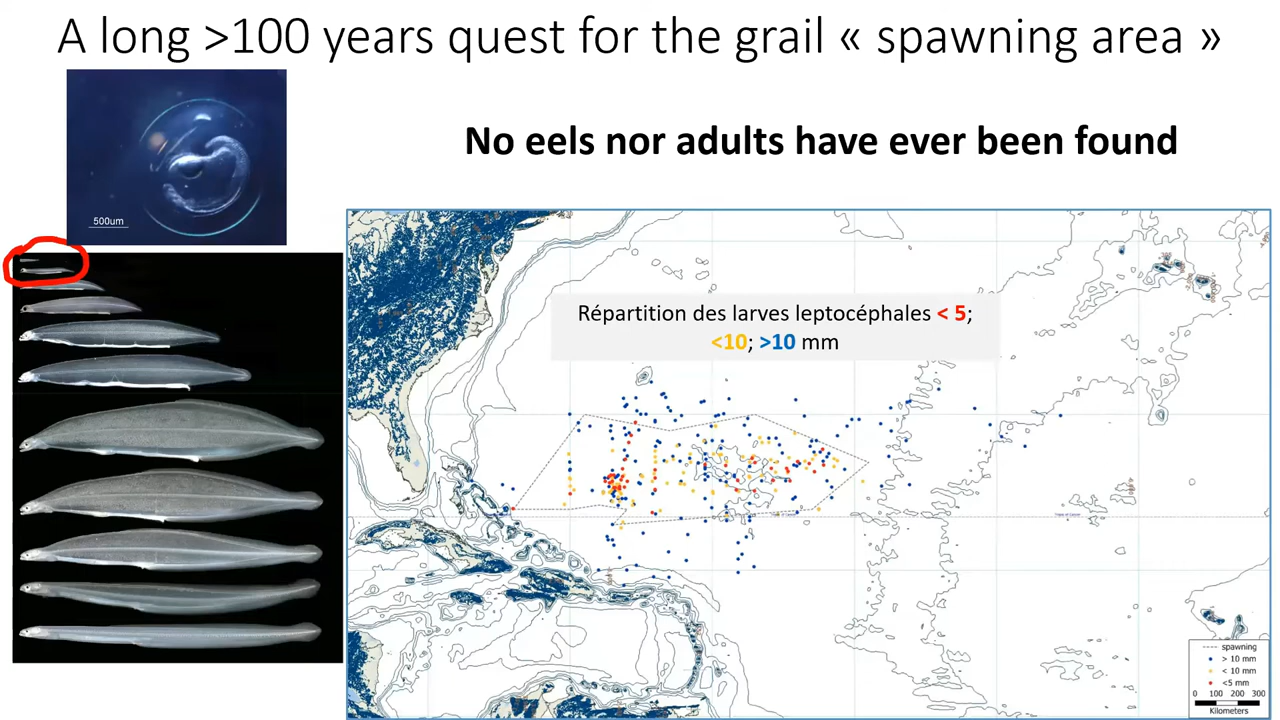 A long >100 years quest for the grail « spawning area »
500um
No eels nor adults have ever been found
Répartition des larves leptocéphales < 5;
<10; >10 mm
spawning
> 10 mm
< 10 mm
<5 mm
0 100 200 300
Kilometers